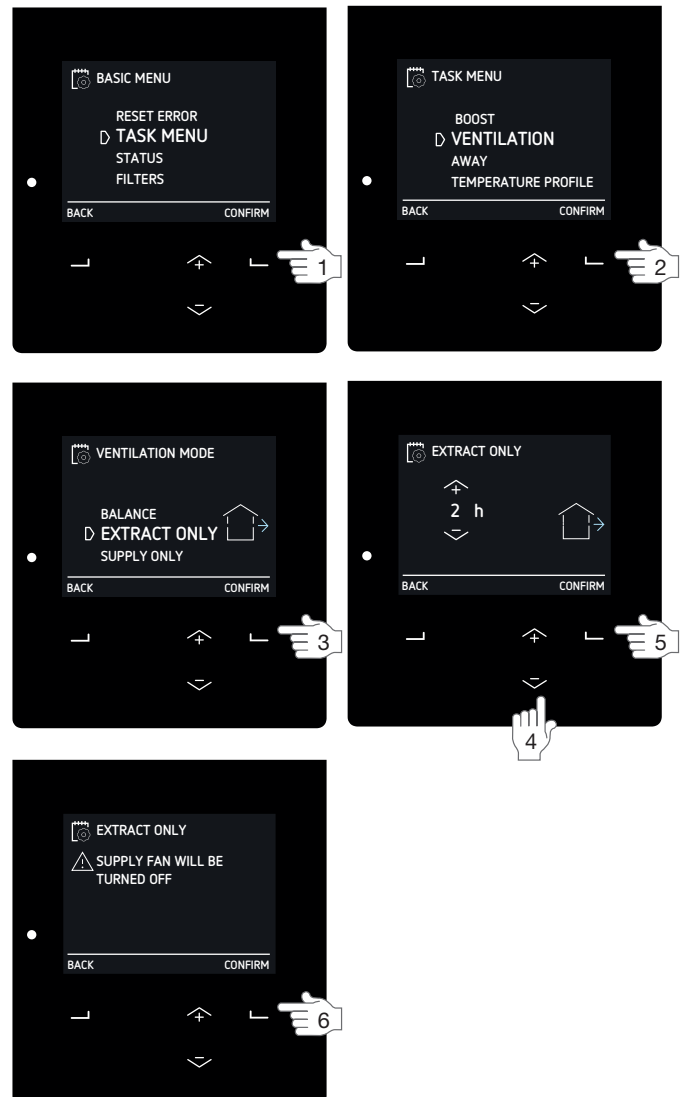 BASIC MENU
RESET ERROR
TASK MENU
STATUS
FILTERS
BACK CONFIRM
1
TASK MENU
BOOST
VENTILATION
AWAY
TEMPERATURE PROFILE
BACK CONFIRM
2
VENTILATION MODE
BALANCE
EXTRACT ONLY
SUPPLY ONLY
BACK CONFIRM
3
EXTRACT ONLY
2 h
BACK CONFIRM
5
4
EXTRACT ONLY
SUPPLY FAN WILL BE
TURNED OFF
BACK CONFIRM
6